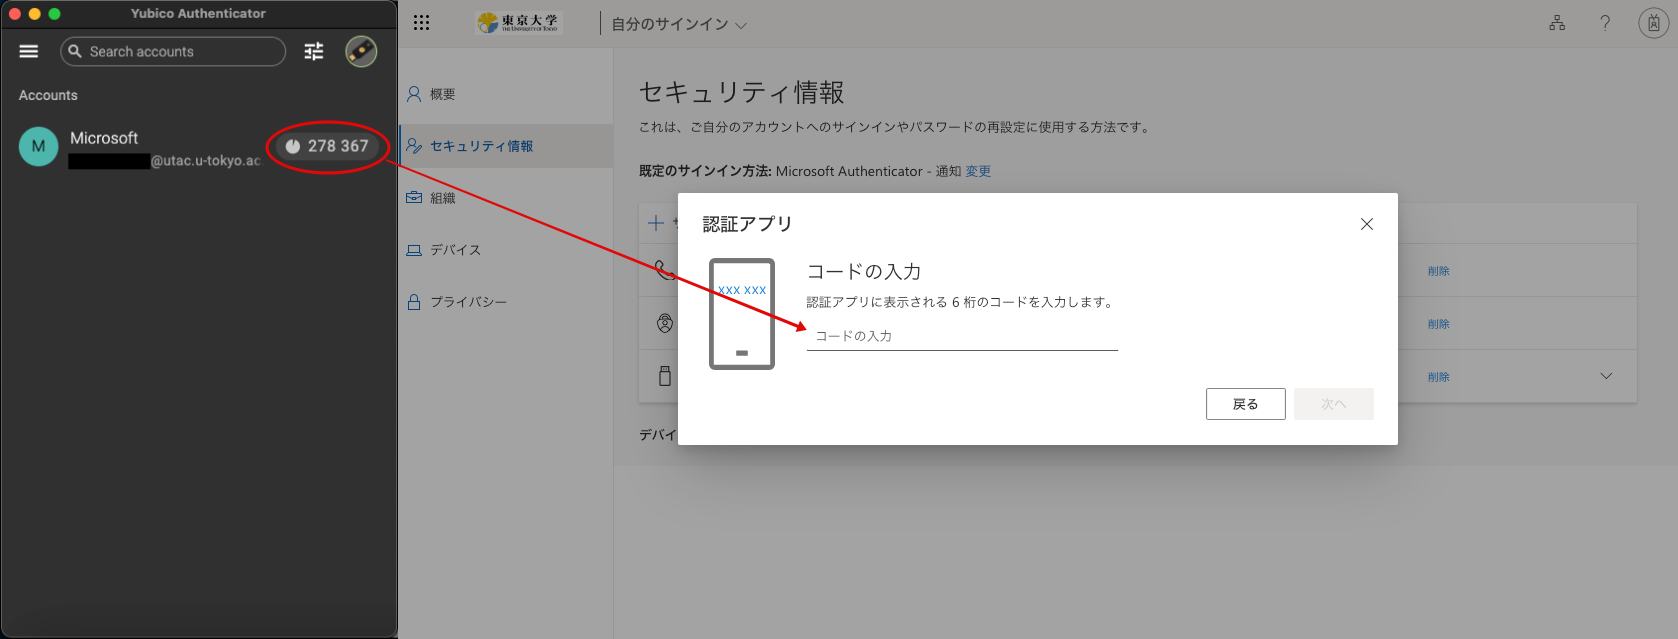 Yubico Authenticator
Search accounts
Accounts
M
Microsoft
@utac.u-tokyo.ac
278 367
東京大学
THE UNIVERSITY OF TOKYO
自分のサインイン
?
概要
セキュリティ情報
組織
デバイス
プライバシー
セキュリティ情報
これは、ご自分のアカウントへのサインインやパスワードの再設定に使用する方法です。
既定のサインイン方法: Microsoft Authenticator - 通知 変更
削除
削除
削除
デバイ
認証アプリ
xxx xxx
コードの入力
認証アプリに表示される 6 桁のコードを入力します。
コードの入力
戻る
次へ